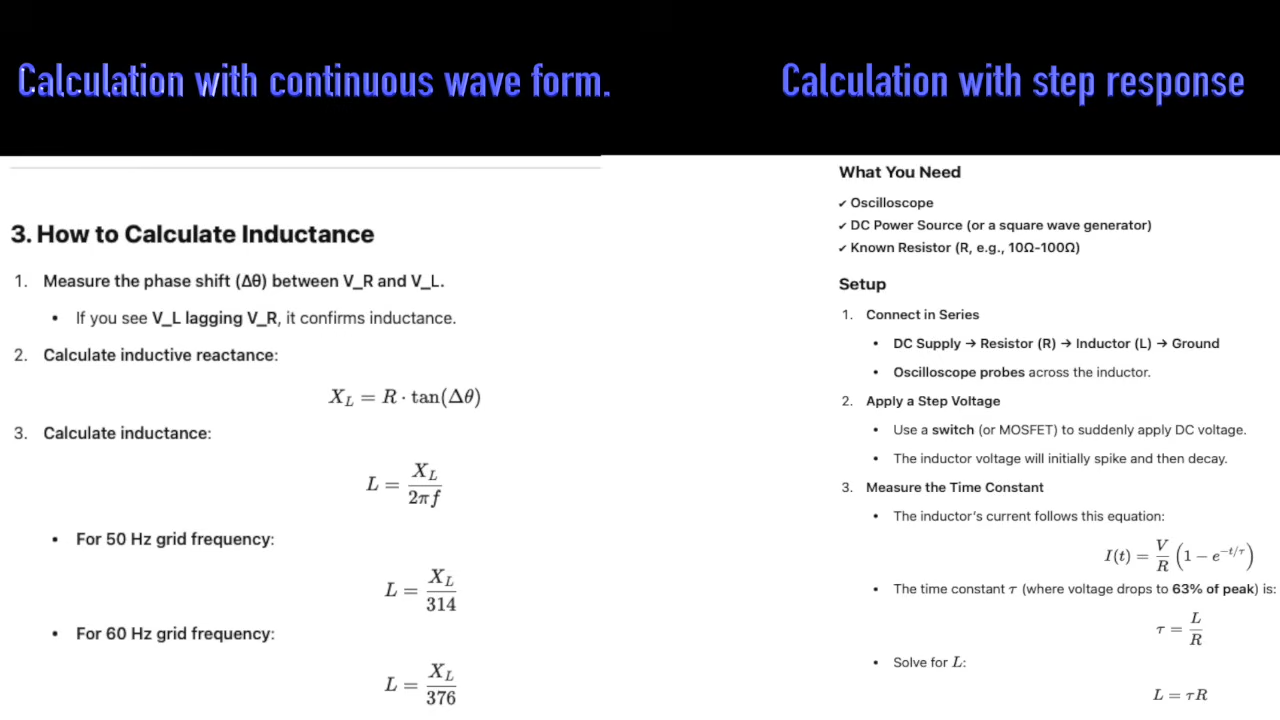 Calculation with continuous wave form.
3. How to Calculate Inductance
1. Measure the phase shift (Δθ) between V_R and V_L.
• If you see V_L lagging V_R, it confirms inductance.
2. Calculate inductive reactance:
X_L = R · tan(Δθ)
3. Calculate inductance:
L = X_L / 2πf
• For 50 Hz grid frequency:
L = X_L / 314
• For 60 Hz grid frequency:
L = X_L / 376
Calculation with step response
What You Need
✓ Oscilloscope
✓ DC Power Source (or a square wave generator)
✓ Known Resistor (R, e.g., 10Ω-100Ω)
Setup
1. Connect in Series
• DC Supply → Resistor (R) → Inductor (L) → Ground
• Oscilloscope probes across the inductor.
2. Apply a Step Voltage
• Use a switch (or MOSFET) to suddenly apply DC voltage.
• The inductor voltage will initially spike and then decay.
3. Measure the Time Constant
• The inductor's current follows this equation:
I(t) = V/R (1 − e^{−t/τ})
• The time constant τ (where voltage drops to 63% of peak) is:
τ = L / R
• Solve for L:
L = τR